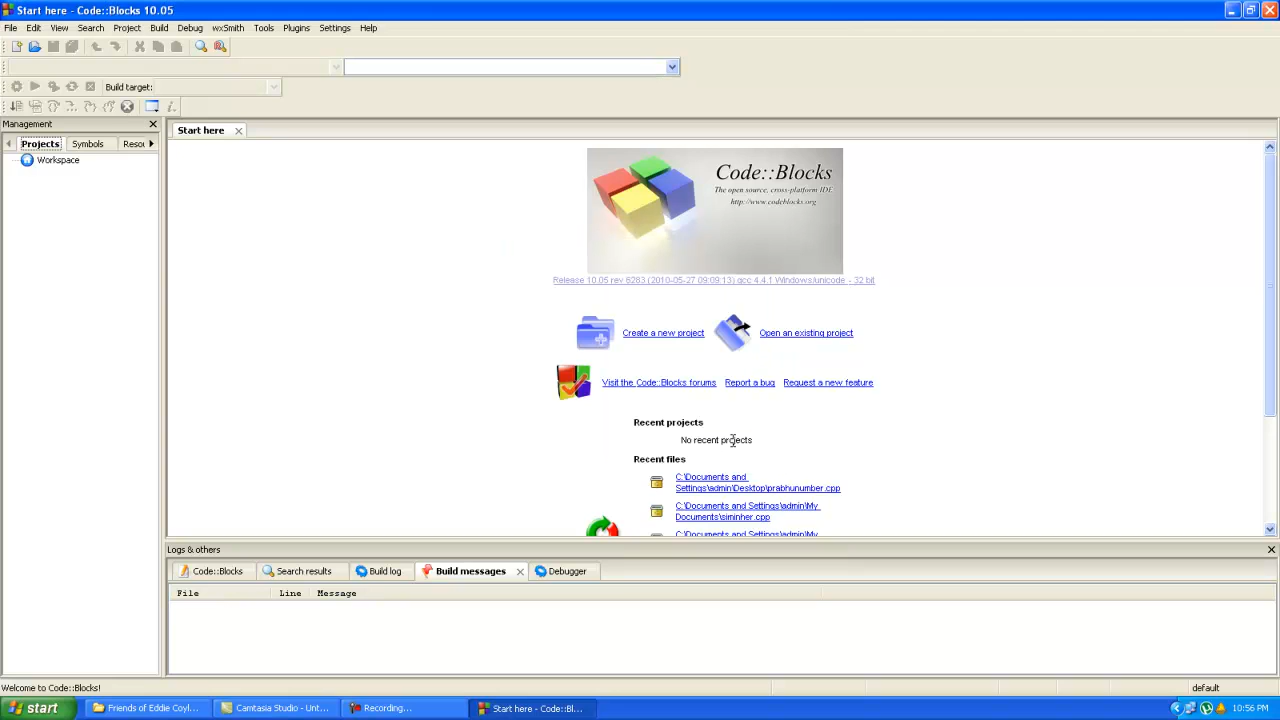 Start here - Code::Blocks 10.05
File Edit View Search Project Build Debug wxSmith Tools Plugins Settings Help
Build target:
Management
Projects Symbols Resou
Workspace
Start here
Code::Blocks
The open source, cross-platform IDE
http://www.codeblocks.org
Release 10.05 rev 6283 (2010-05-27 09:09:13) gcc 4.4.1 Windows/unicode - 32 bit
Create a new project Open an existing project
Visit the Code::Blocks forums Report a bug Request a new feature
Recent projects
No recent projects
Recent files
C:\Documents and
Settings\admin\Desktop\prabhunumber.cpp
C:\Documents and Settings\admin\My
Documents\siminher.cpp
C:\Documents and Settings\admin\My
Logs & others
Code::Blocks Search results Build log Build messages Debugger
File Line Message
Welcome to Code::Blocks! default
start Friends of Eddie Coyl... Camtasia Studio - Unt... Recording... Start here - Code::Bl... 10:56 PM